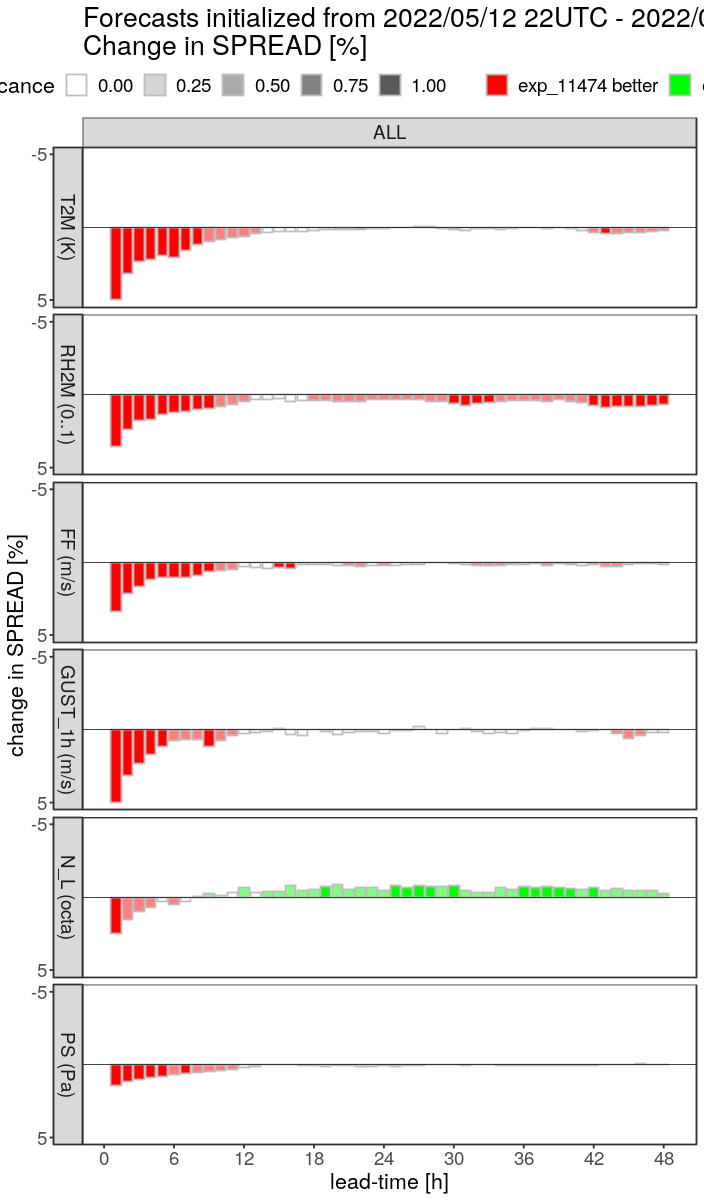 Forecasts initialized from 2022/05/12 22UTC - 2022/
Change in SPREAD [%]
0.00 0.25 0.50 0.75 1.00 exp_11474 better
ALL
-5
T2M (K)
5
-5
RH2M (0..1)
5
-5
FF (m/s)
5
-5
GUST_1h (m/s)
5
-5
N_L (octa)
5
-5
PS (Pa)
5
change in SPREAD [%]
0 6 12 18 24 30 36 42 48
lead-time [h]